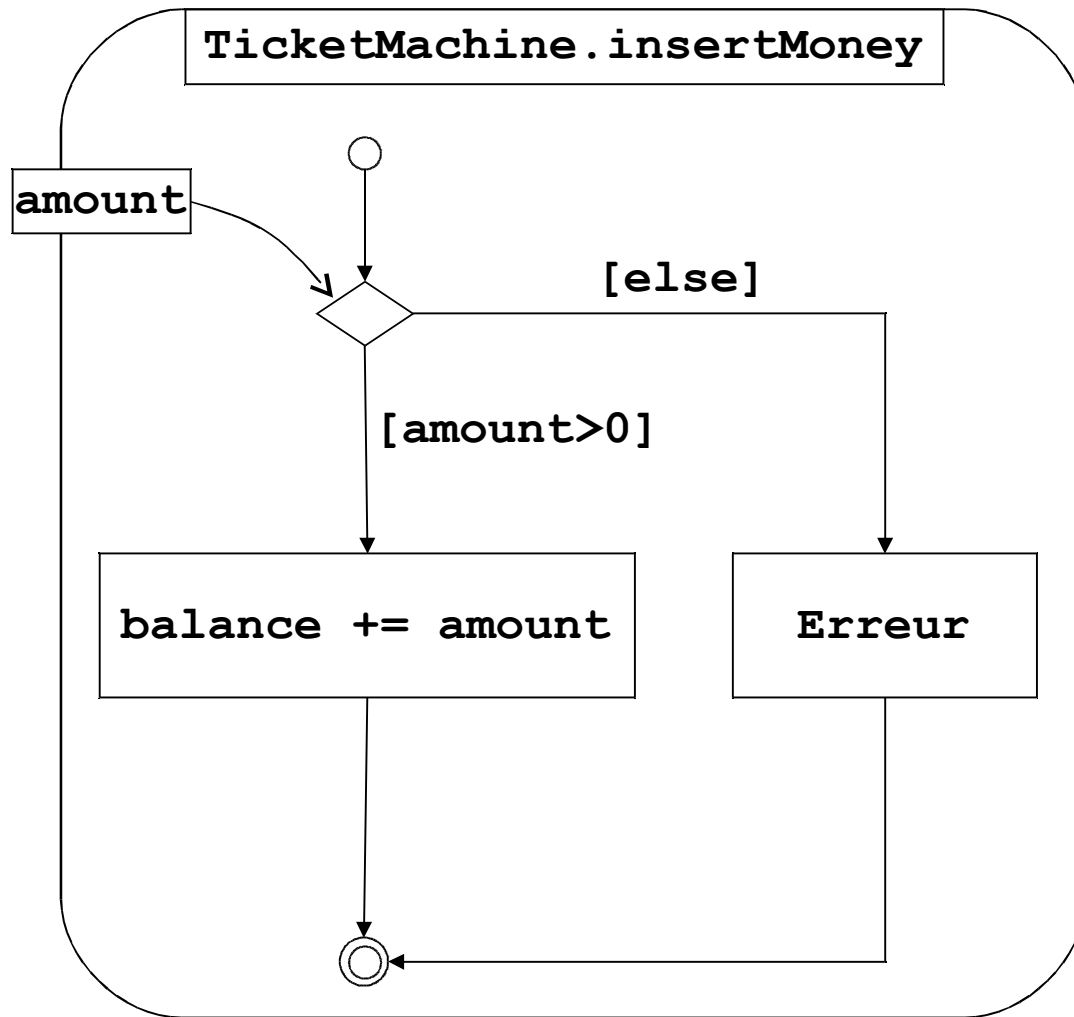 TicketMachine.insertMoney
amount
[else]
[amount>0]
balance += amount
Erreur